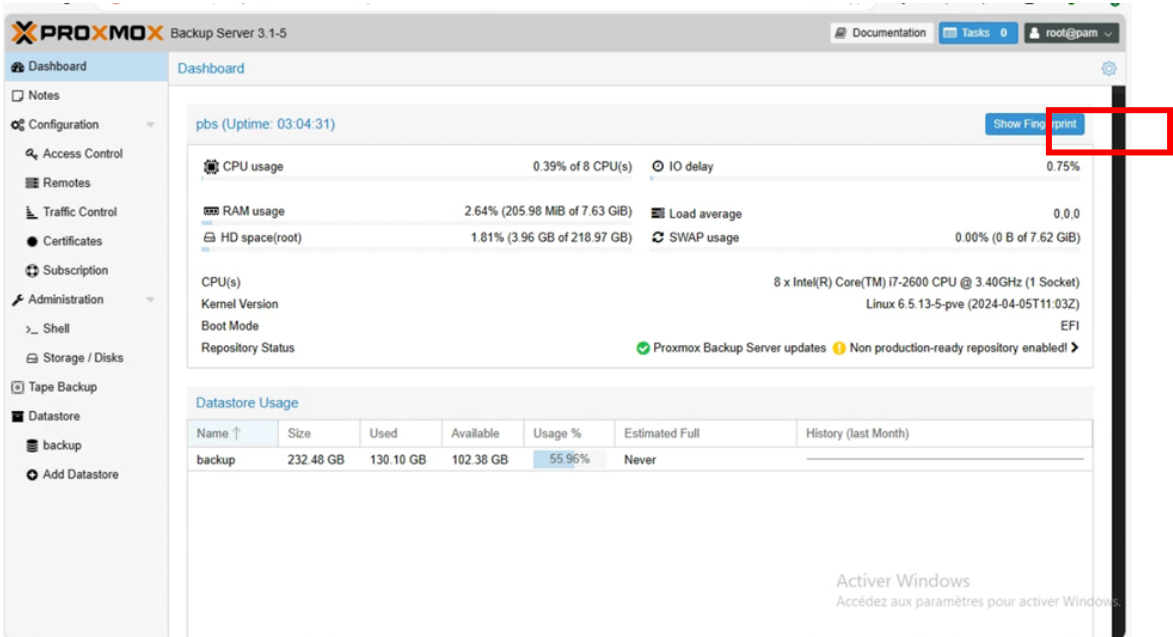 PROXMOX Backup Server 3.1-5 Documentation Tasks 0 root@pam
Dashboard
Notes
Configuration
Access Control
Remotes
Traffic Control
Certificates
Subscription
Administration
>_ Shell
Storage / Disks
Tape Backup
Datastore
backup
Add Datastore
Dashboard
pbs (Uptime: 03:04:31) Show Fingerprint
CPU usage 0.39% of 8 CPU(s) IO delay 0.75%
RAM usage 2.64% (205.98 MiB of 7.63 GiB) Load average 0,0,0
HD space(root) 1.81% (3.96 GB of 218.97 GB) SWAP usage 0.00% (0 B of 7.62 GiB)
CPU(s) 8 x Intel(R) Core(TM) i7-2600 CPU @ 3.40GHz (1 Socket)
Kernel Version Linux 6.5.13-5-pve (2024-04-05T11:03Z)
Boot Mode EFI
Repository Status Proxmox Backup Server updates Non production-ready repository enabled!
Datastore Usage
Name Size Used Available Usage % Estimated Full History (last Month)
backup 232.48 GB 130.10 GB 102.38 GB 55.96% Never
Activer Windows
Accédez aux paramètres pour activer Windows.